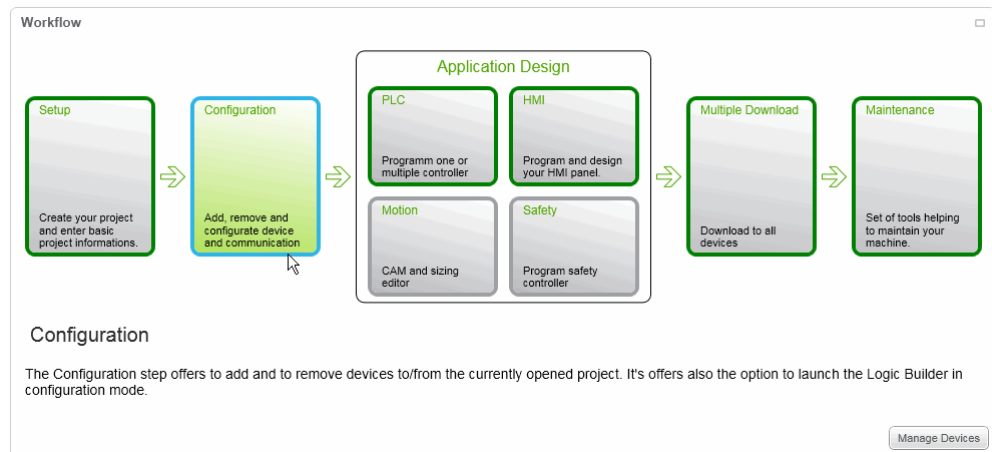 Workflow
Application Design
Setup
Create your project
and enter basic
project informations.
Configuration
Add, remove and
configurate device
and communication
PLC
Programm one or
multiple controller
HMI
Program and design
your HMI panel.
Motion
CAM and sizing
editor
Safety
Program safety
controller
Multiple Download
Download to all
devices
Maintenance
Set of tools helping
to maintain your
machine.
Configuration
The Configuration step offers to add and to remove devices to/from the currently opened project. It's offers also the option to launch the Logic Builder in
configuration mode.
Manage Devices